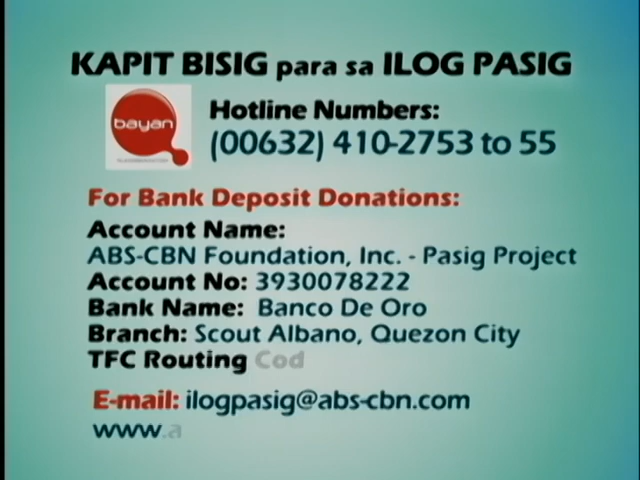 KAPIT BISIG para sa ILOG PASIG
bayan
Hotline Numbers:
(00632) 410-2753 to 55
For Bank Deposit Donations:
Account Name:
ABS-CBN Foundation, Inc. - Pasig Project
Account No: 3930078222
Bank Name: Banco De Oro
Branch: Scout Albano, Quezon City
TFC Routing Cod
E-mail: ilogpasig@abs-cbn.com
www.a